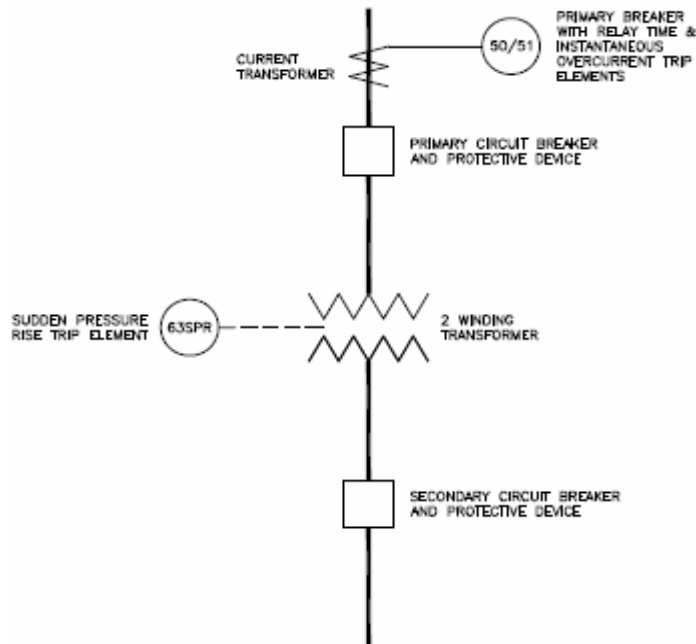 PRIMARY BREAKER
WITH RELAY TIME &
INSTANTANEOUS
OVERCURRENT TRIP
ELEMENTS
50/51
CURRENT
TRANSFORMER
PRIMARY CIRCUIT BREAKER
AND PROTECTIVE DEVICE
SUDDEN PRESSURE
RISE TRIP ELEMENT
63SPR
2 WINDING
TRANSFORMER
SECONDARY CIRCUIT BREAKER
AND PROTECTIVE DEVICE